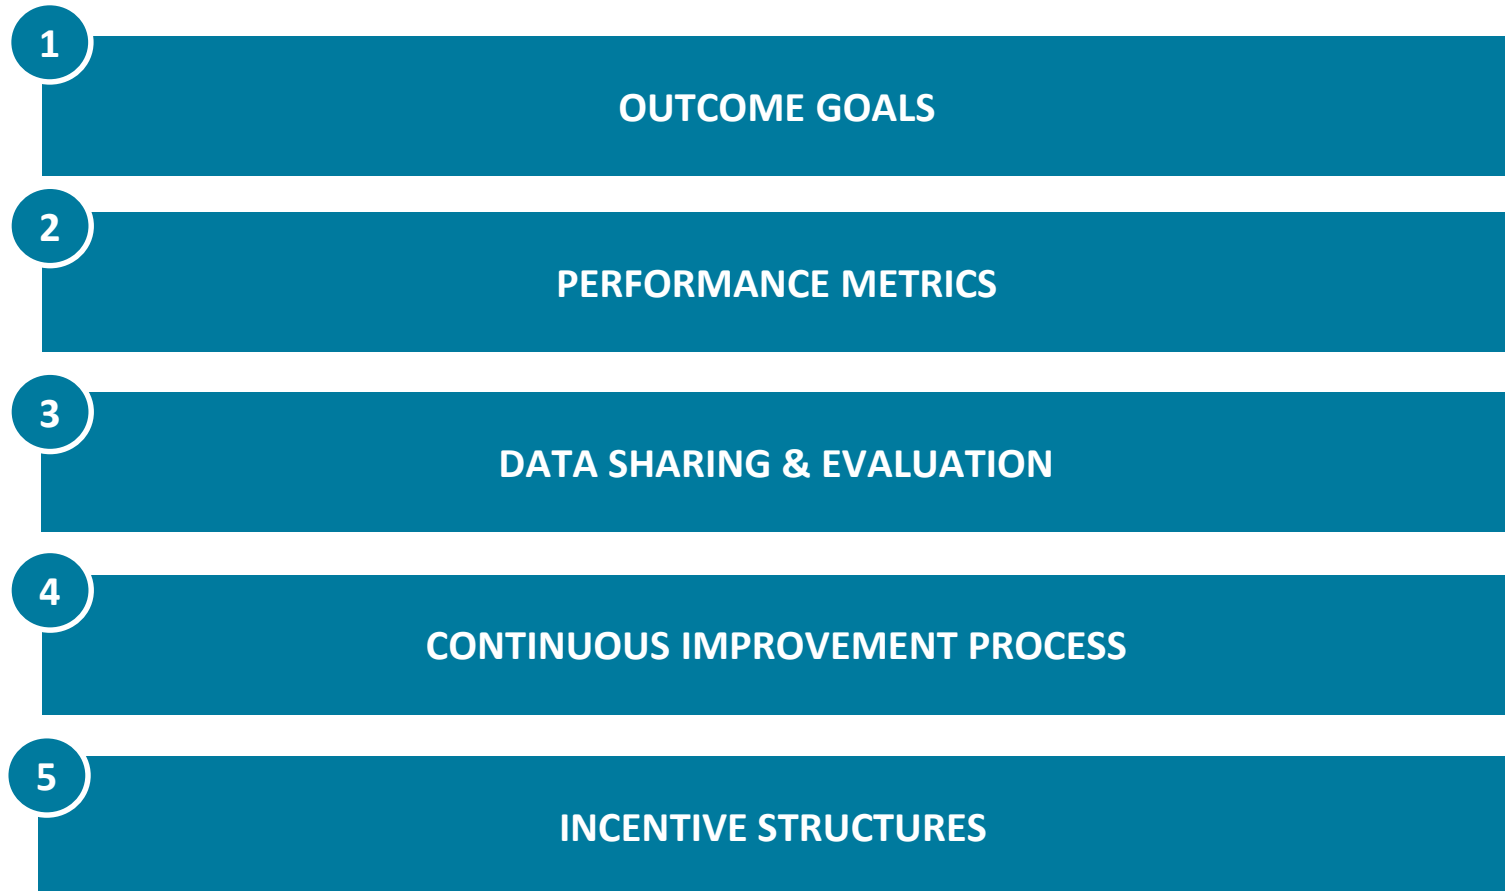 1
OUTCOME GOALS
2
PERFORMANCE METRICS
3
DATA SHARING & EVALUATION
4
CONTINUOUS IMPROVEMENT PROCESS
5
INCENTIVE STRUCTURES